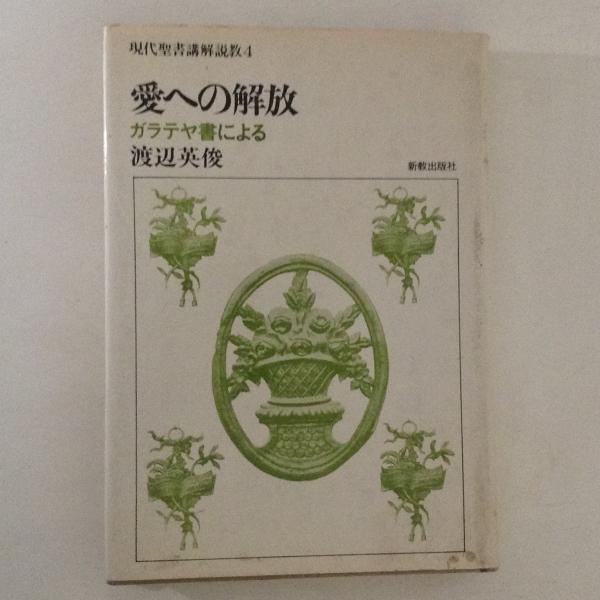 現代聖書講解説教4
愛への解放
ガラテヤ書による
渡辺英俊
新教出版社